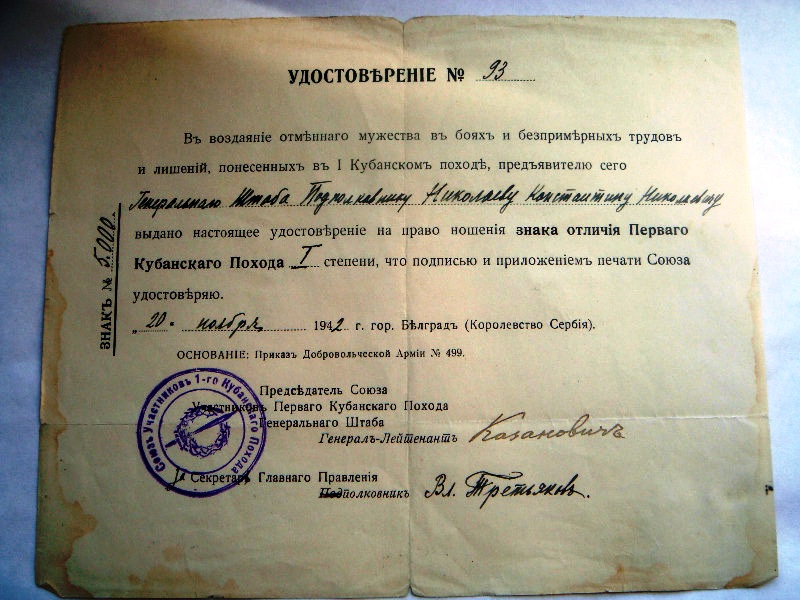 УДОСТОВѢРЕНІЕ № 93
Въ воздаяніе отмѣннаго мужества въ бояхъ и безпримѣрныхъ трудовъ
и лишеній, понесенныхъ въ I Кубанскомъ походѣ, предъявителю сего
Генеральнаго Штаба Подполковнику Николаеву Константину Николаевичу
выдано настоящее удостовѣреніе на право ношенія знака отличія Перваго
Кубанскаго Похода I степени, что подписью и приложеніемъ печати Союза
удостовѣряю.
„20“ ноября 1942 г. гор. Бѣлградъ (Королевство Сербія).
ОСНОВАНІЕ: Приказъ Добровольческой Арміи № 499.
ЗНАКЪ № 5.000
Предсѣдатель Союза
Участниковъ Перваго Кубанскаго Похода
Генеральнаго Штаба
Генералъ-Лейтенантъ Казановичъ
Секретарь Главнаго Правленія
Подполковникъ Вл. Третьяковъ.
Союзъ Участниковъ 1-го Кубанскаго Похода